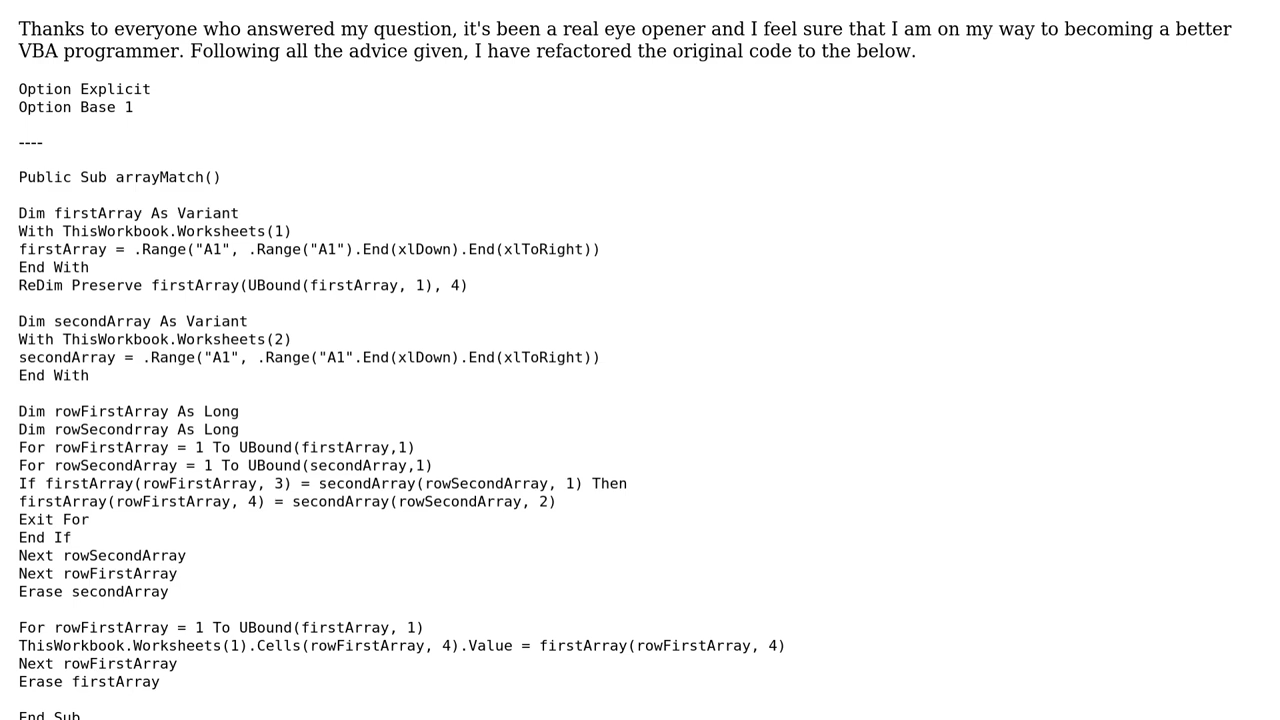 Thanks to everyone who answered my question, it's been a real eye opener and I feel sure that I am on my way to becoming a better
VBA programmer. Following all the advice given, I have refactored the original code to the below.
Option Explicit
Option Base 1
----
Public Sub arrayMatch()
Dim firstArray As Variant
With ThisWorkbook.Worksheets(1)
firstArray = .Range("A1", .Range("A1").End(xlDown).End(xlToRight))
End With
ReDim Preserve firstArray(UBound(firstArray, 1), 4)
Dim secondArray As Variant
With ThisWorkbook.Worksheets(2)
secondArray = .Range("A1", .Range("A1".End(xlDown).End(xlToRight))
End With
Dim rowFirstArray As Long
Dim rowSecondrray As Long
For rowFirstArray = 1 To UBound(firstArray,1)
For rowSecondArray = 1 To UBound(secondArray,1)
If firstArray(rowFirstArray, 3) = secondArray(rowSecondArray, 1) Then
firstArray(rowFirstArray, 4) = secondArray(rowSecondArray, 2)
Exit For
End If
Next rowSecondArray
Next rowFirstArray
Erase secondArray
For rowFirstArray = 1 To UBound(firstArray, 1)
ThisWorkbook.Worksheets(1).Cells(rowFirstArray, 4).Value = firstArray(rowFirstArray, 4)
Next rowFirstArray
Erase firstArray
End Sub